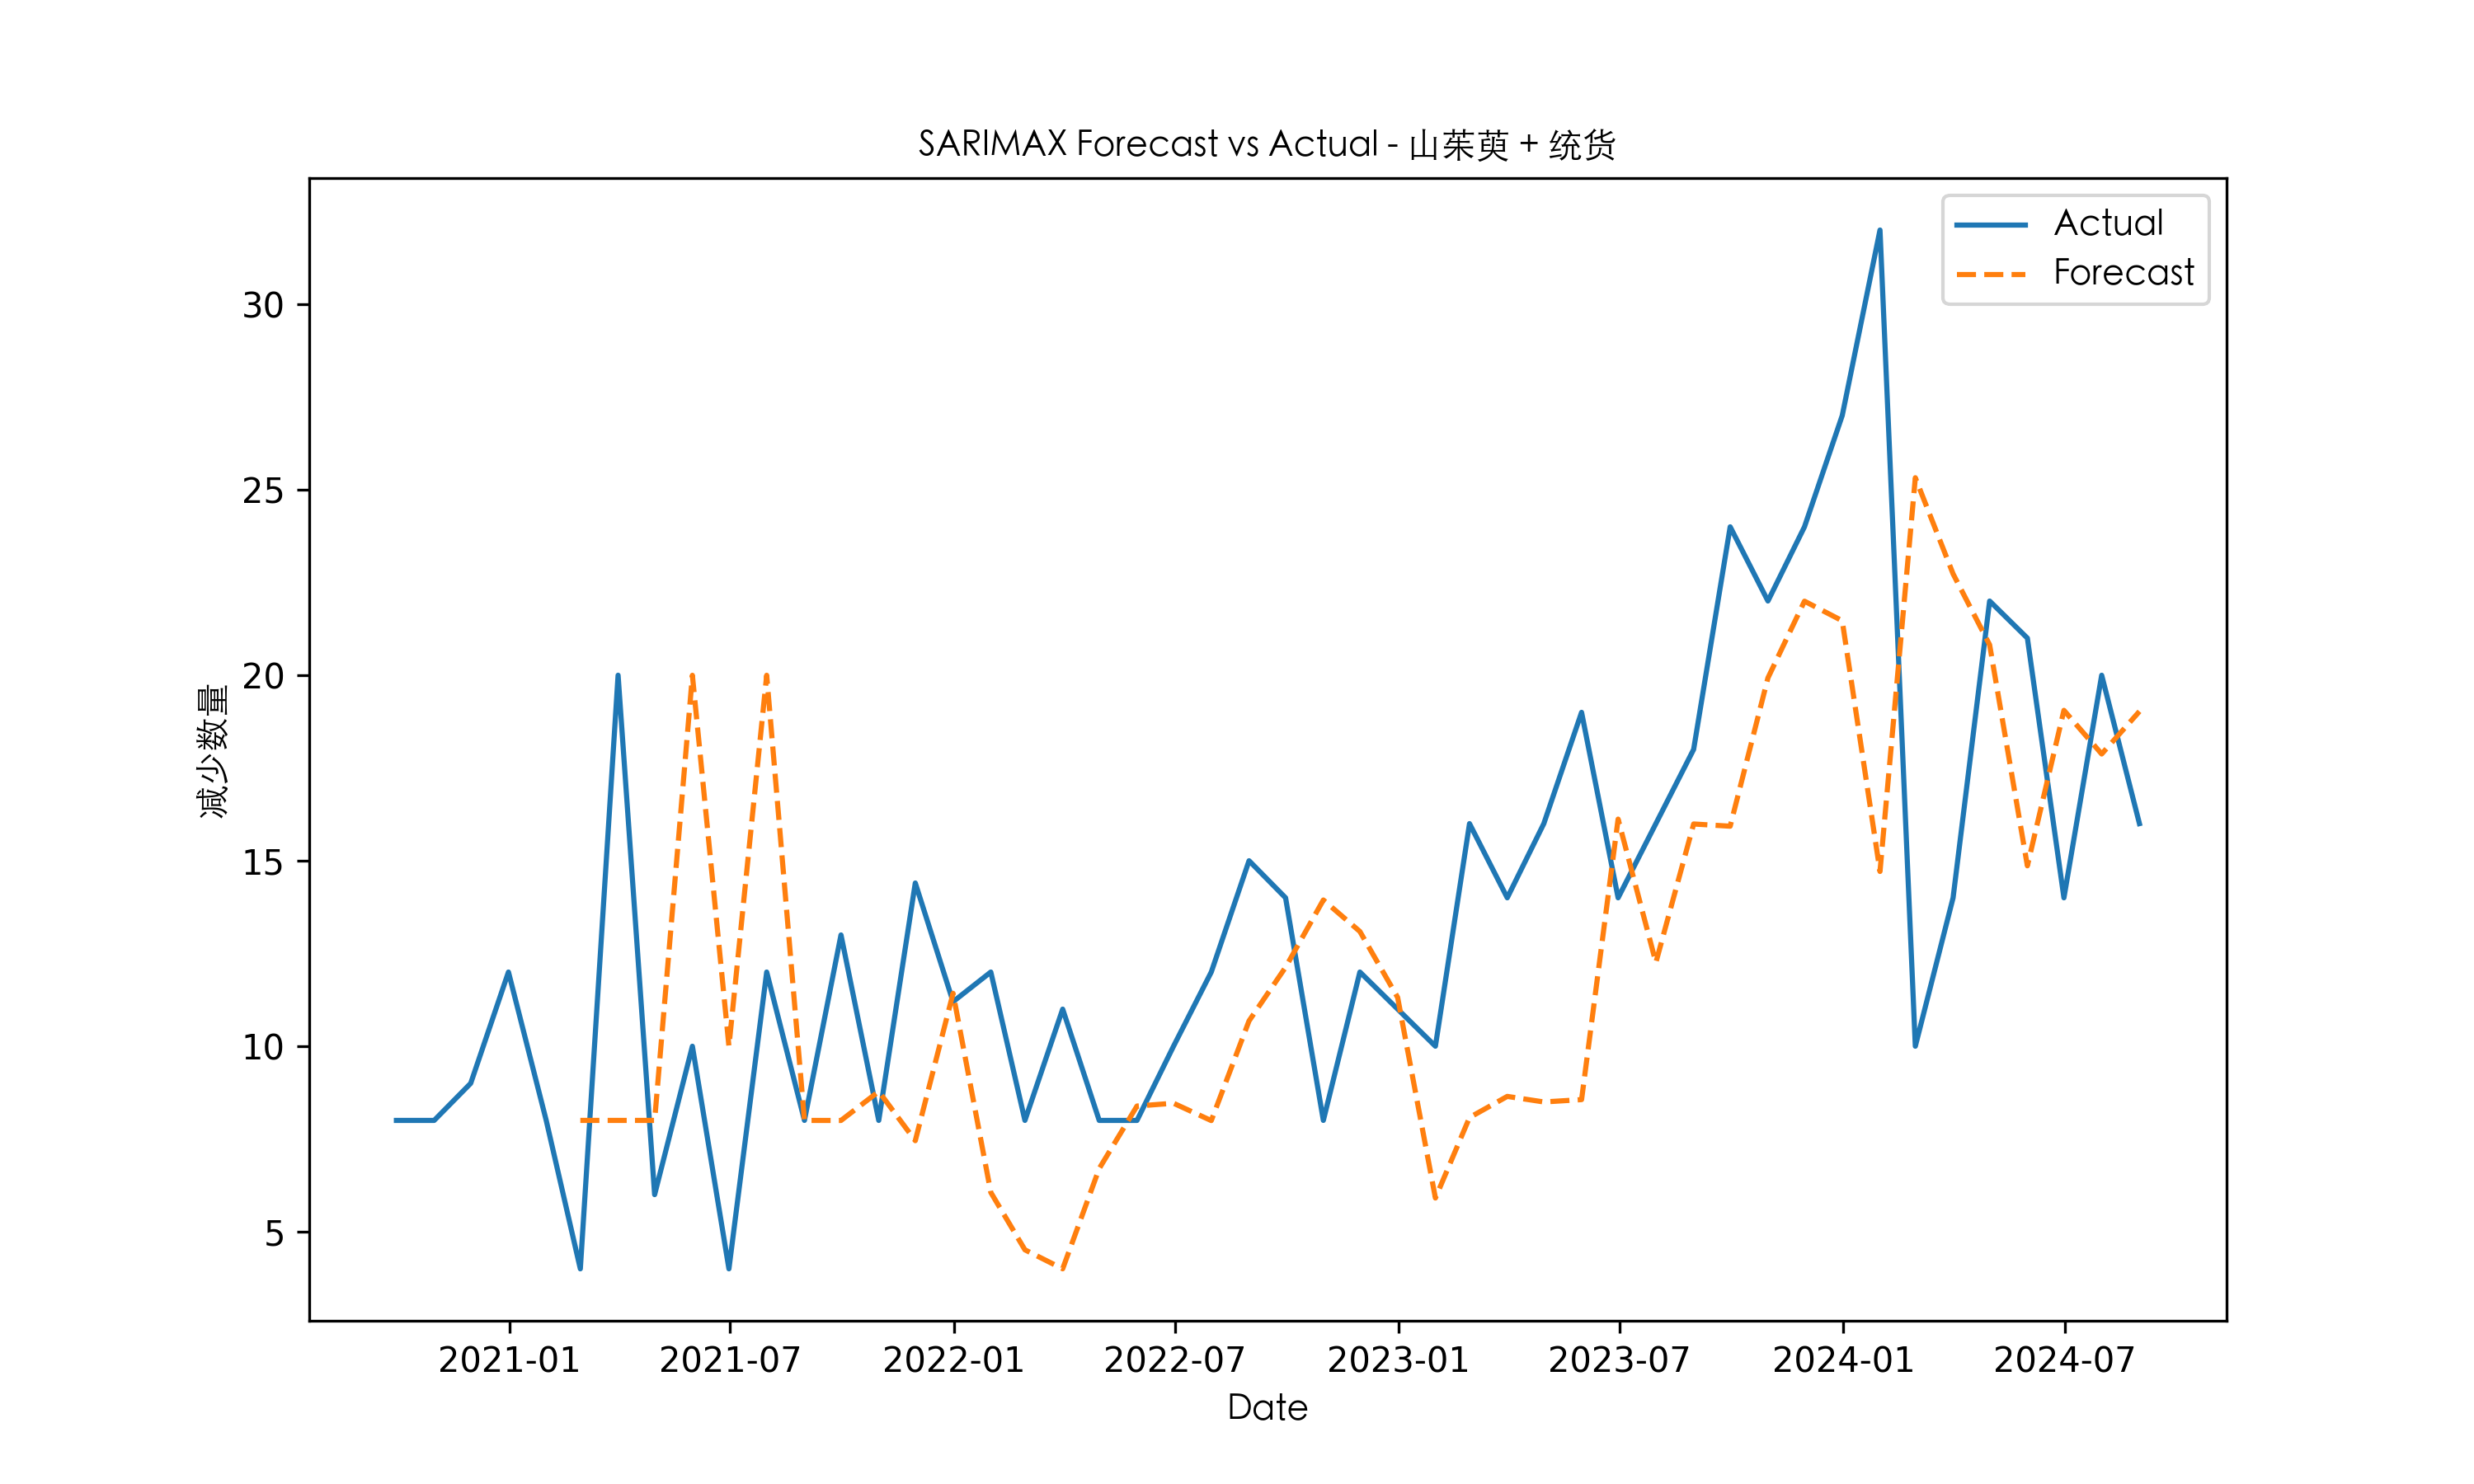 SARIMAX Forecast vs Actual - 山茱萸 + 统货
Actual
Forecast
减少数量
30
25
20
15
10
5
2021-01 2021-07 2022-01 2022-07 2023-01 2023-07 2024-01 2024-07
Date